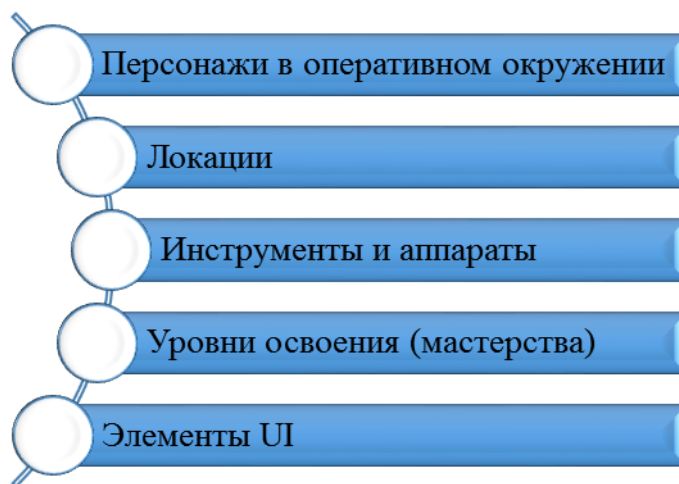 Персонажи в оперативном окружении
Локации
Инструменты и аппараты
Уровни освоения (мастерства)
Элементы UI